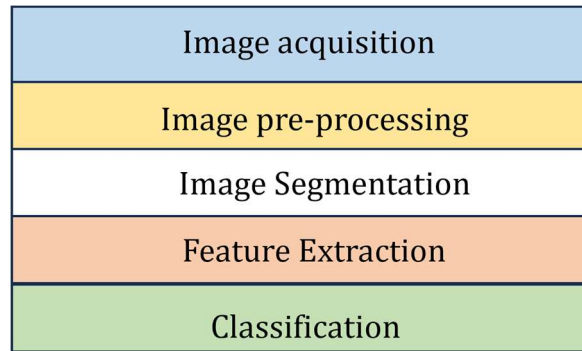 Image acquisition
Image pre-processing
Image Segmentation
Feature Extraction
Classification